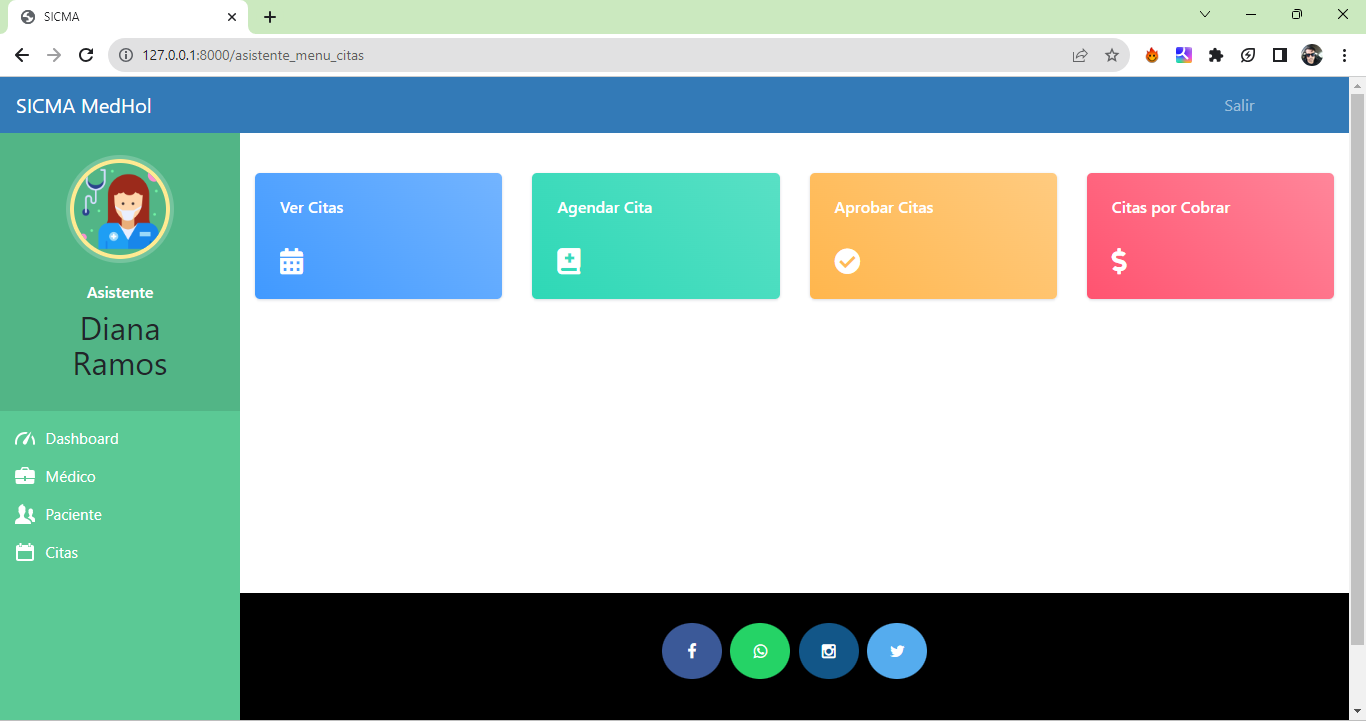 SICMA
127.0.0.1:8000/asistente_menu_citas
SICMA MedHol
Salir
Asistente
Diana
Ramos
Dashboard
Médico
Paciente
Citas
Ver Citas
Agendar Cita
Aprobar Citas
Citas por Cobrar